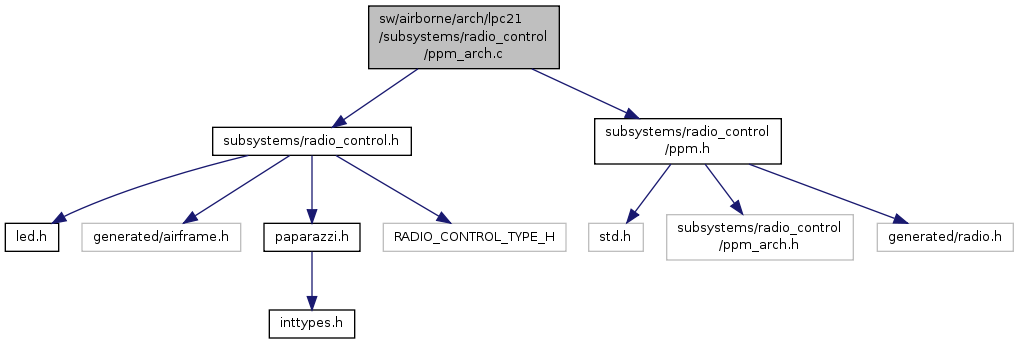 sw/airborne/arch/lpc21
/subsystems/radio_control
/ppm_arch.c
subsystems/radio_control.h
subsystems/radio_control
/ppm.h
led.h
generated/airframe.h
paparazzi.h
RADIO_CONTROL_TYPE_H
std.h
subsystems/radio_control
/ppm_arch.h
generated/radio.h
inttypes.h